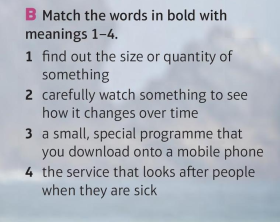 B Match the words in bold with
meanings 1–4.
1 find out the size or quantity of
something
2 carefully watch something to see
how it changes over time
3 a small, special programme that
you download onto a mobile phone
4 the service that looks after people
when they are sick